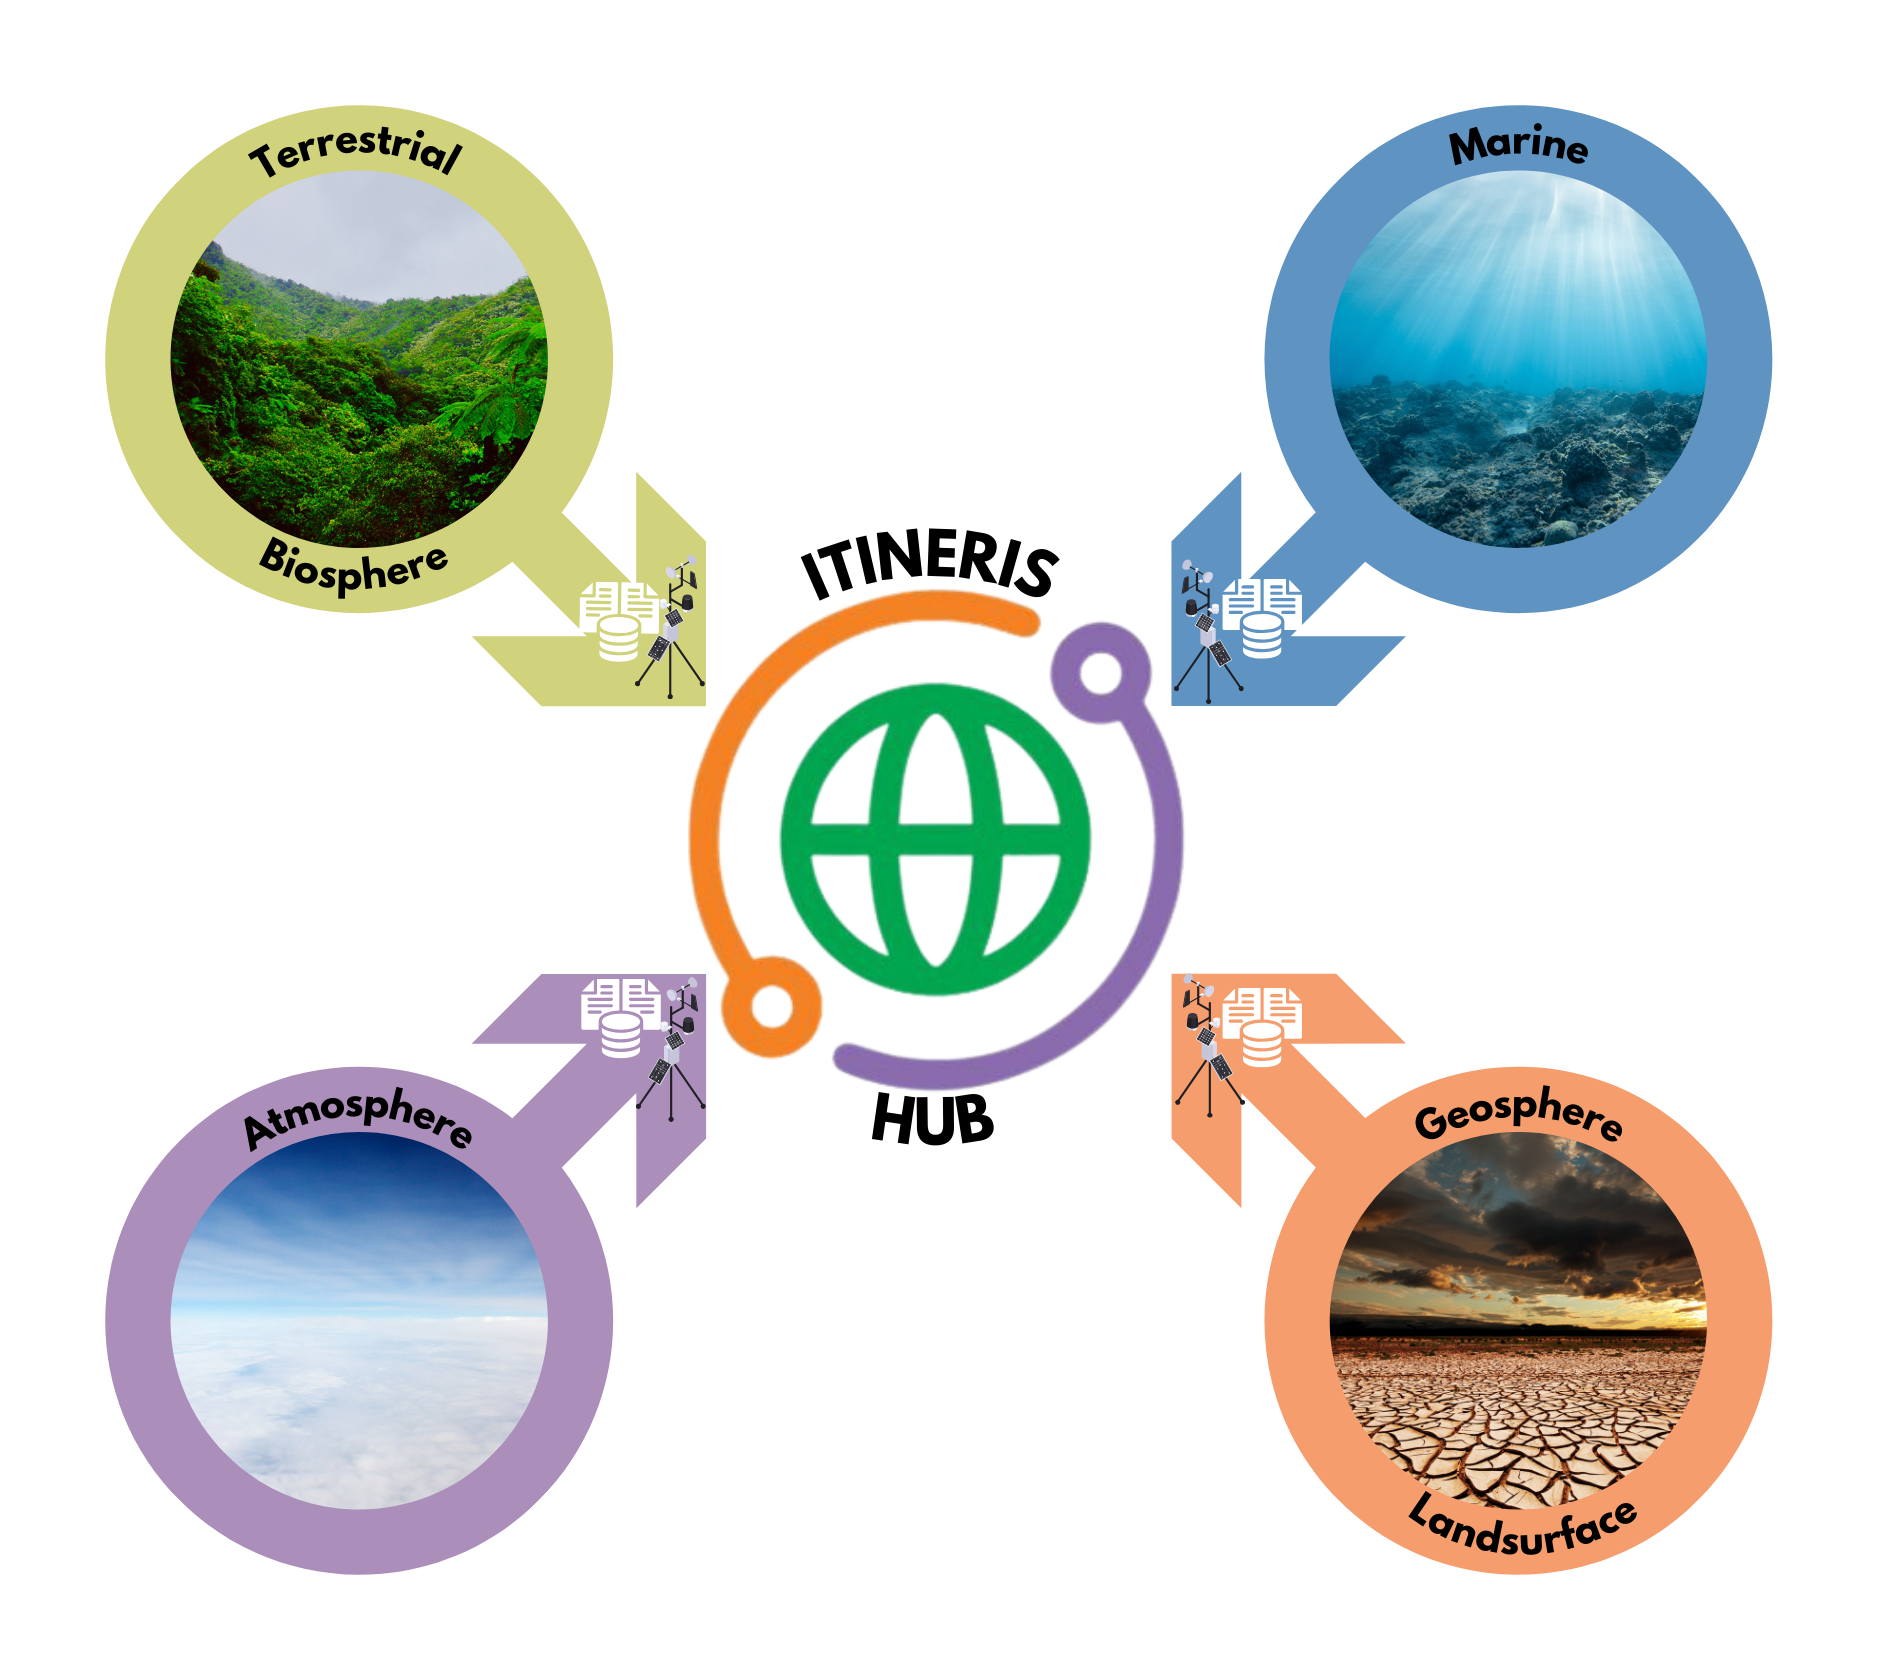 Terrestrial
Biosphere
Marine
ITINERIS
HUB
Atmosphere
Geosphere
Landsurface